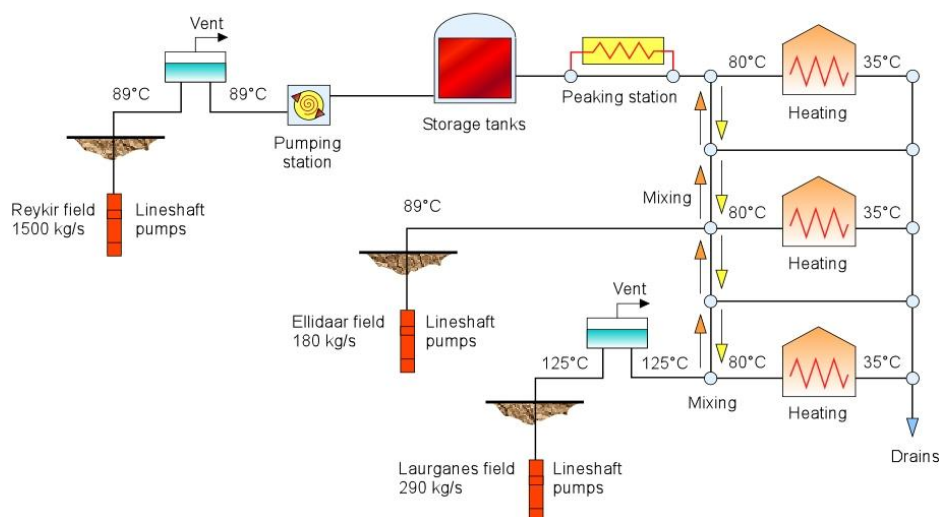 Vent
89°C
89°C
Pumping
station
Storage tanks
Peaking station
80°C
35°C
Heating
Reykir field
1500 kg/s
Lineshaft
pumps
Mixing
89°C
80°C
35°C
Heating
Ellidaar field
180 kg/s
Lineshaft
pumps
Vent
125°C
125°C
80°C
35°C
Mixing
Heating
Drains
Laurganes field
290 kg/s
Lineshaft
pumps